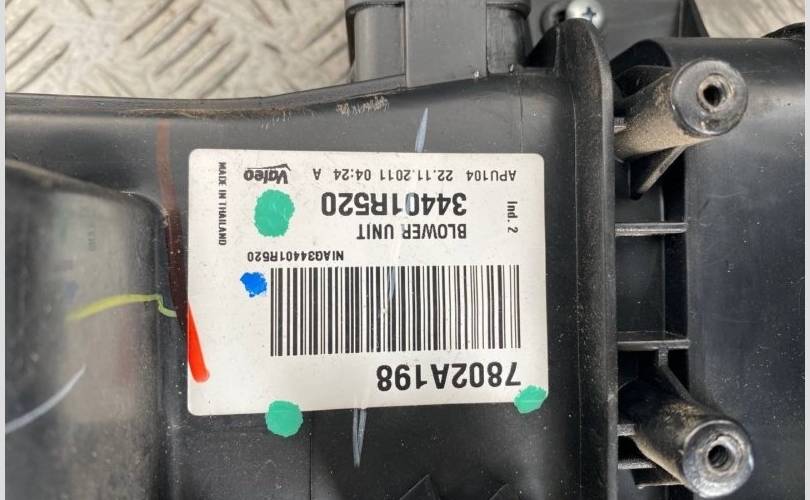 7802A198
NIAG34401R520
BLOWER UNIT
34401R520
Ind. 2
APU104 22.11.2011 04:24 A
Valeo
MADE IN THAILAND